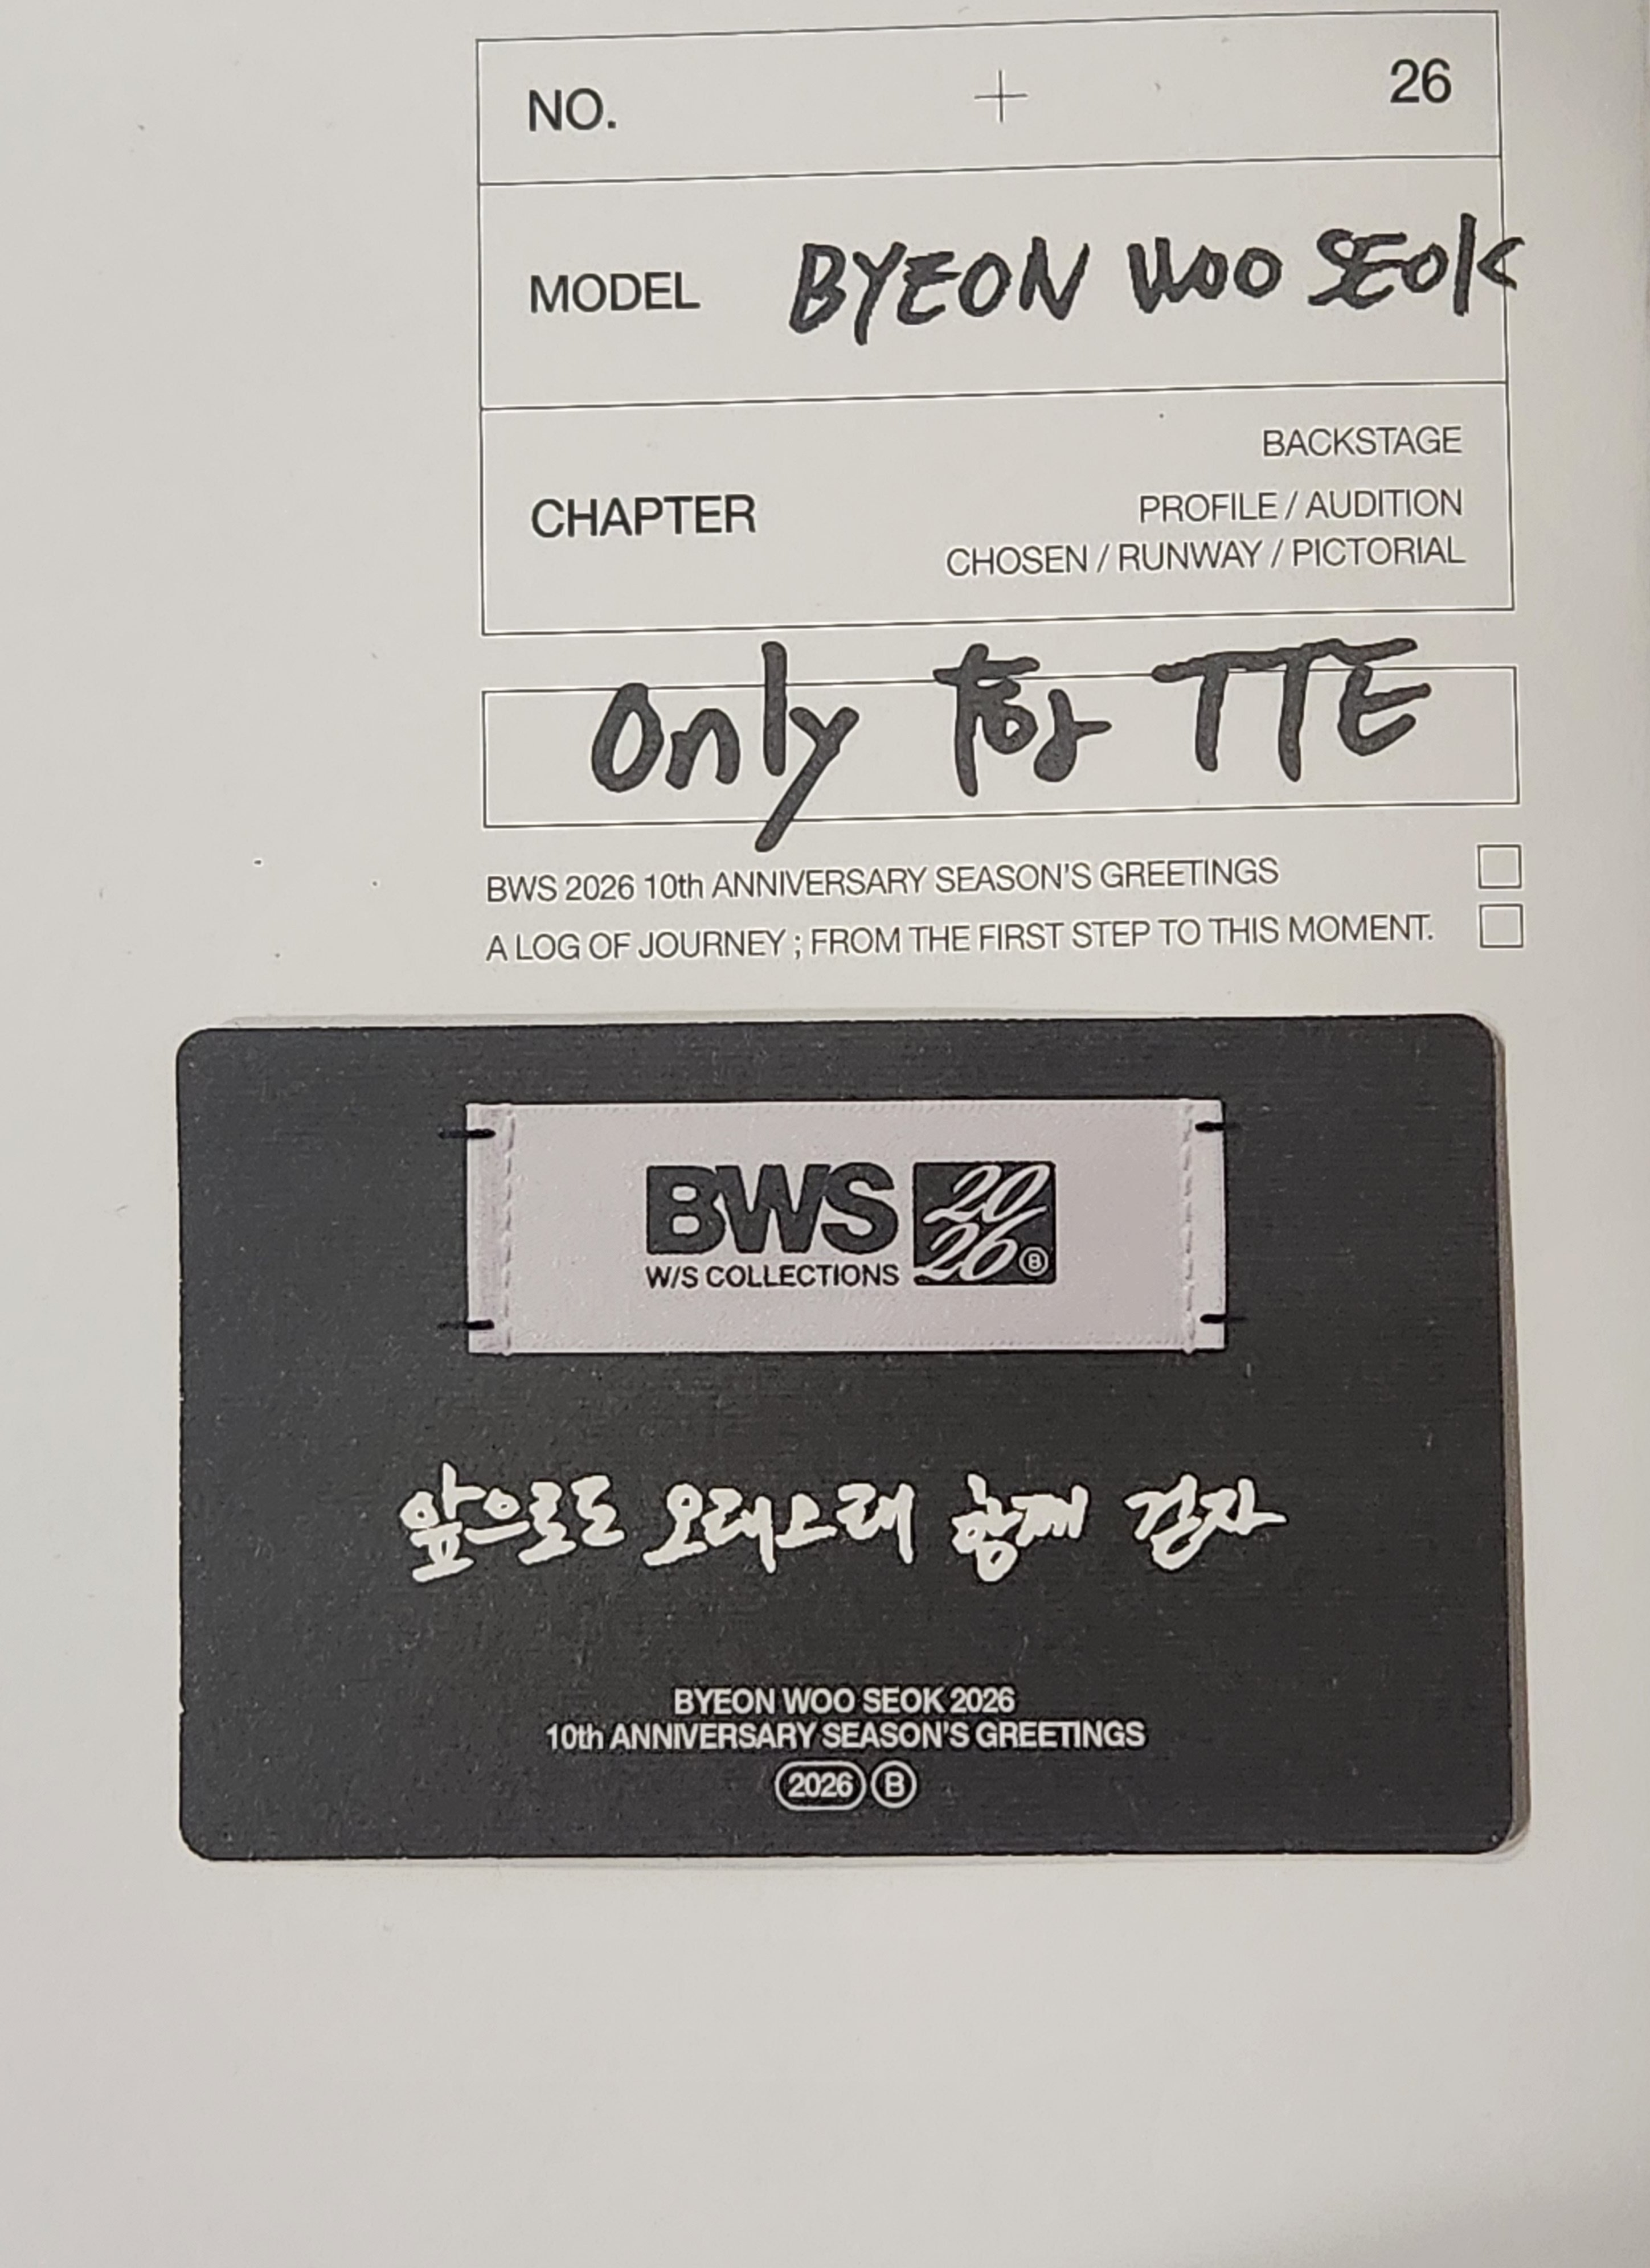 NO. + 26
MODEL BYEON WOO SEOK
BACKSTAGE
CHAPTER PROFILE / AUDITION
CHOSEN / RUNWAY / PICTORIAL
Only for TTE
BWS 2026 10th ANNIVERSARY SEASON'S GREETINGS
A LOG OF JOURNEY ; FROM THE FIRST STEP TO THIS MOMENT.
BWS 20
26 B
W/S COLLECTIONS
앞으로도 오래오래 함께 걷자
BYEON WOO SEOK 2026
10th ANNIVERSARY SEASON'S GREETINGS
2026 B